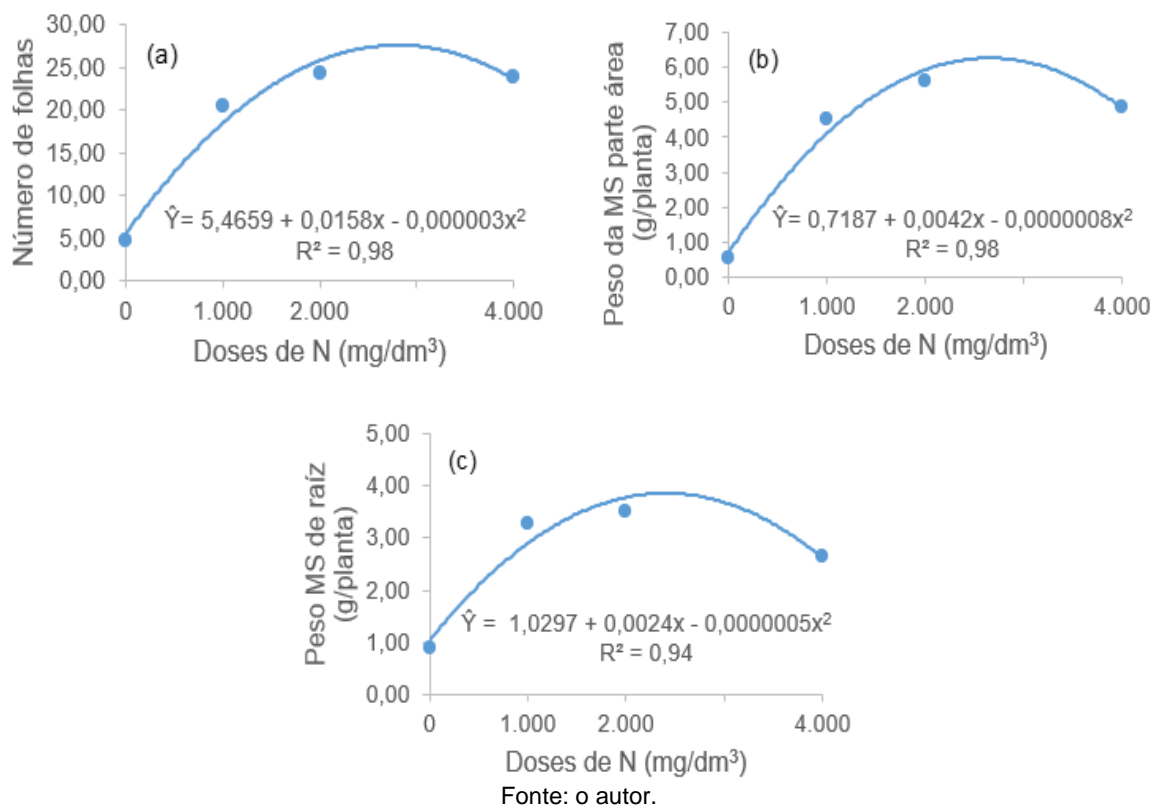 (a)
Número de folhas
30,00
25,00
20,00
15,00
10,00
5,00
0,00
Ŷ= 5,4659 + 0,0158x - 0,000003x²
R² = 0,98
0 1.000 2.000 4.000
Doses de N (mg/dm³)
(b)
Peso da MS parte área
(g/planta)
7,00
6,00
5,00
4,00
3,00
2,00
1,00
0,00
Ŷ= 0,7187 + 0,0042x - 0,0000008x²
R² = 0,98
0 1.000 2.000 4.000
Doses de N (mg/dm³)
(c)
Peso MS de raíz
(g/planta)
5,00
4,00
3,00
2,00
1,00
0,00
Ŷ = 1,0297 + 0,0024x - 0,0000005x²
R² = 0,94
0 1.000 2.000 4.000
Doses de N (mg/dm³)
Fonte: o autor.